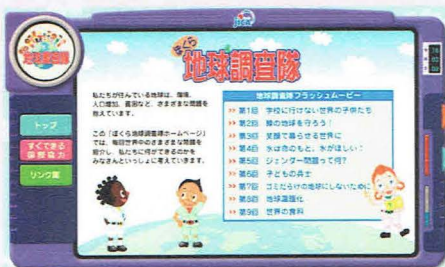 jica
ぼくら
地球調査隊
私たちが住んでいる地球は、環境、
人口増加、貧困など、さまざまな問題を
抱えています。
この「ぼくら地球調査隊ホームページ」
では、毎回世界中のさまざまな問題を
紹介し、私たちに何ができるのかを
みなさんといっしょに考えていきます。
トップ
すぐできる
国際協力
リンク集
地球調査隊フラッシュムービー
>> 第1回 学校に行けない世界の子供たち
>> 第2回 緑の地球を守ろう!
>> 第3回 笑顔で暮らせる世界に
>> 第4回 水は命のもと、水がほしい!
>> 第5回 ジェンダー問題って何?
>> 第6回 子どもの兵士
>> 第7回 ゴミだらけの地球にしないために
>> 第8回 地球温暖化
>> 第9回 世界の食料